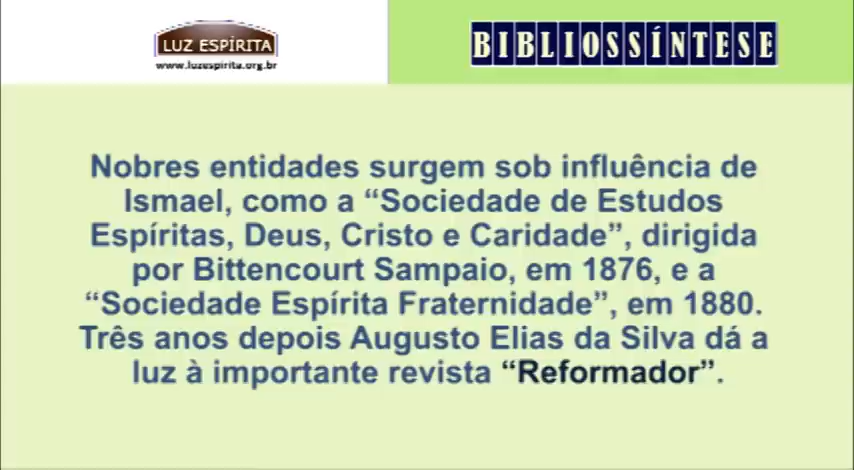 LUZ ESPÍRITA
www.luzespirita.org.br
BIBLIOSSÍNTESE
Nobres entidades surgem sob influência de
Ismael, como a “Sociedade de Estudos
Espíritas, Deus, Cristo e Caridade”, dirigida
por Bittencourt Sampaio, em 1876, e a
“Sociedade Espírita Fraternidade”, em 1880.
Três anos depois Augusto Elias da Silva dá a
luz à importante revista “Reformador”.